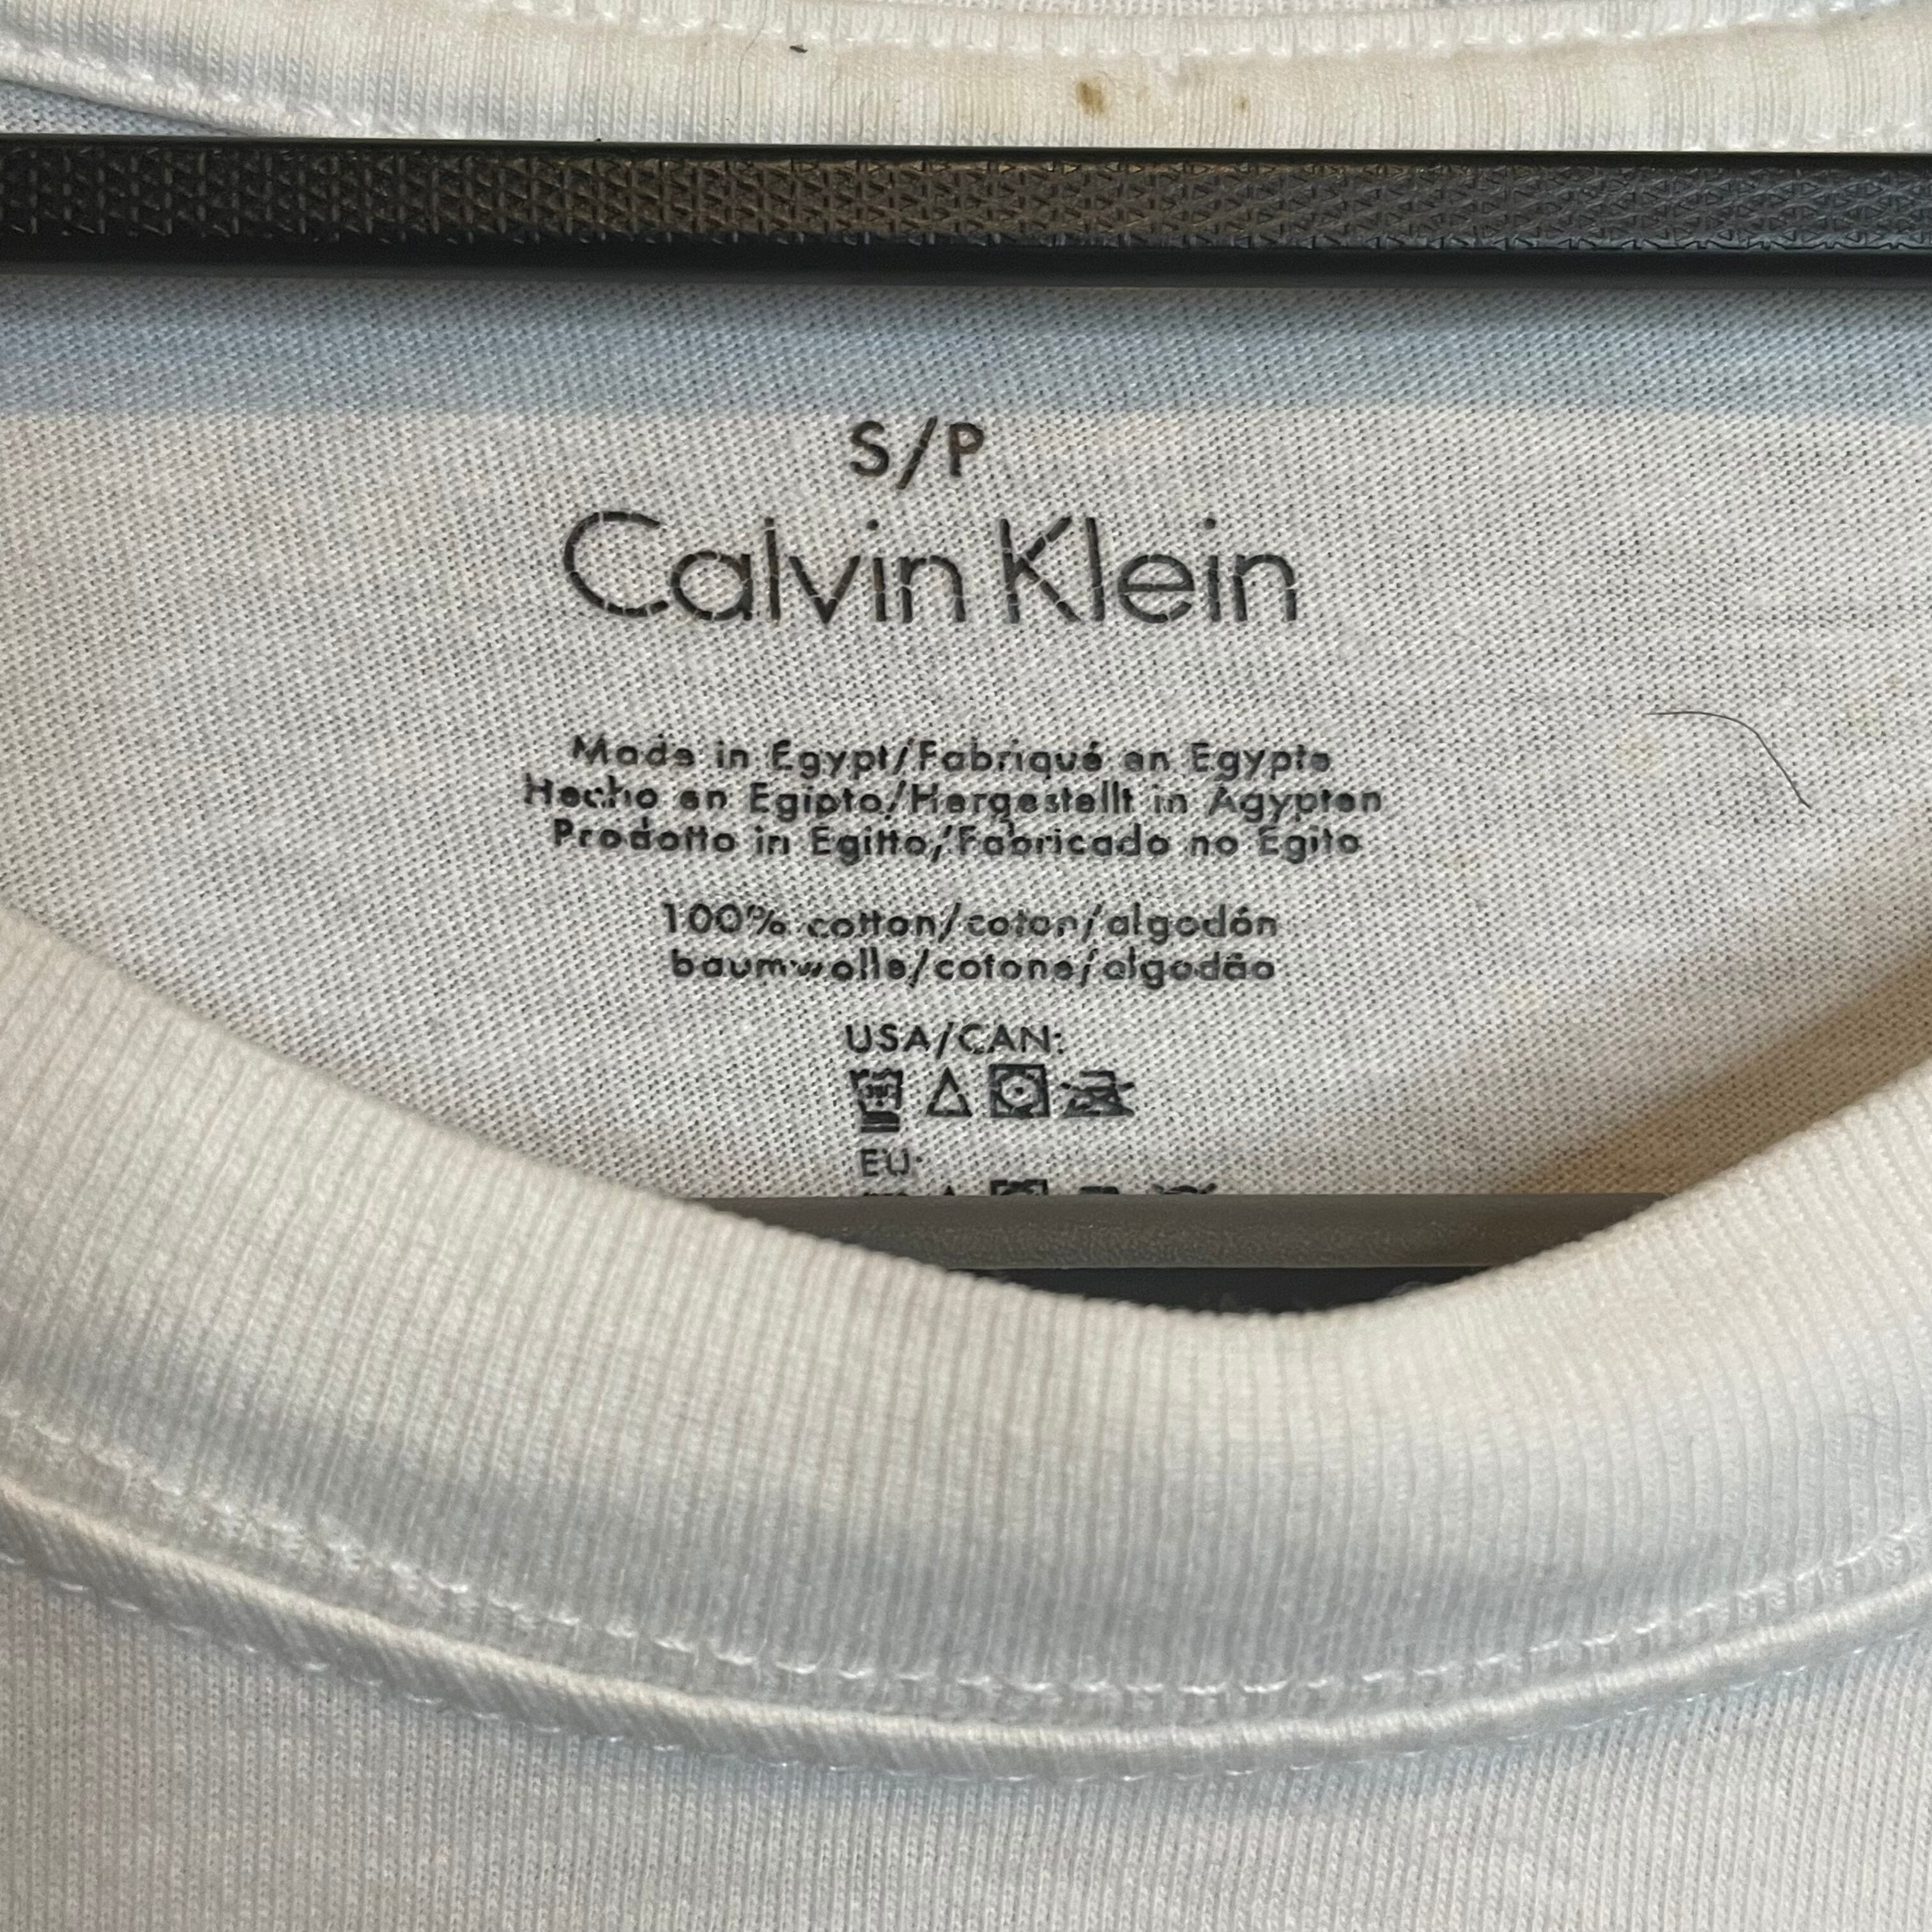 S/P
Calvin Klein
Made in Egypt/Fabriqué en Egypte
Hecho en Egipto/Hergestellt in Ägypten
Prodotto in Egitto/Fabricado no Egito
100% cotton/coton/algodón
baumwolle/cotone/algodão
USA/CAN:
EU: